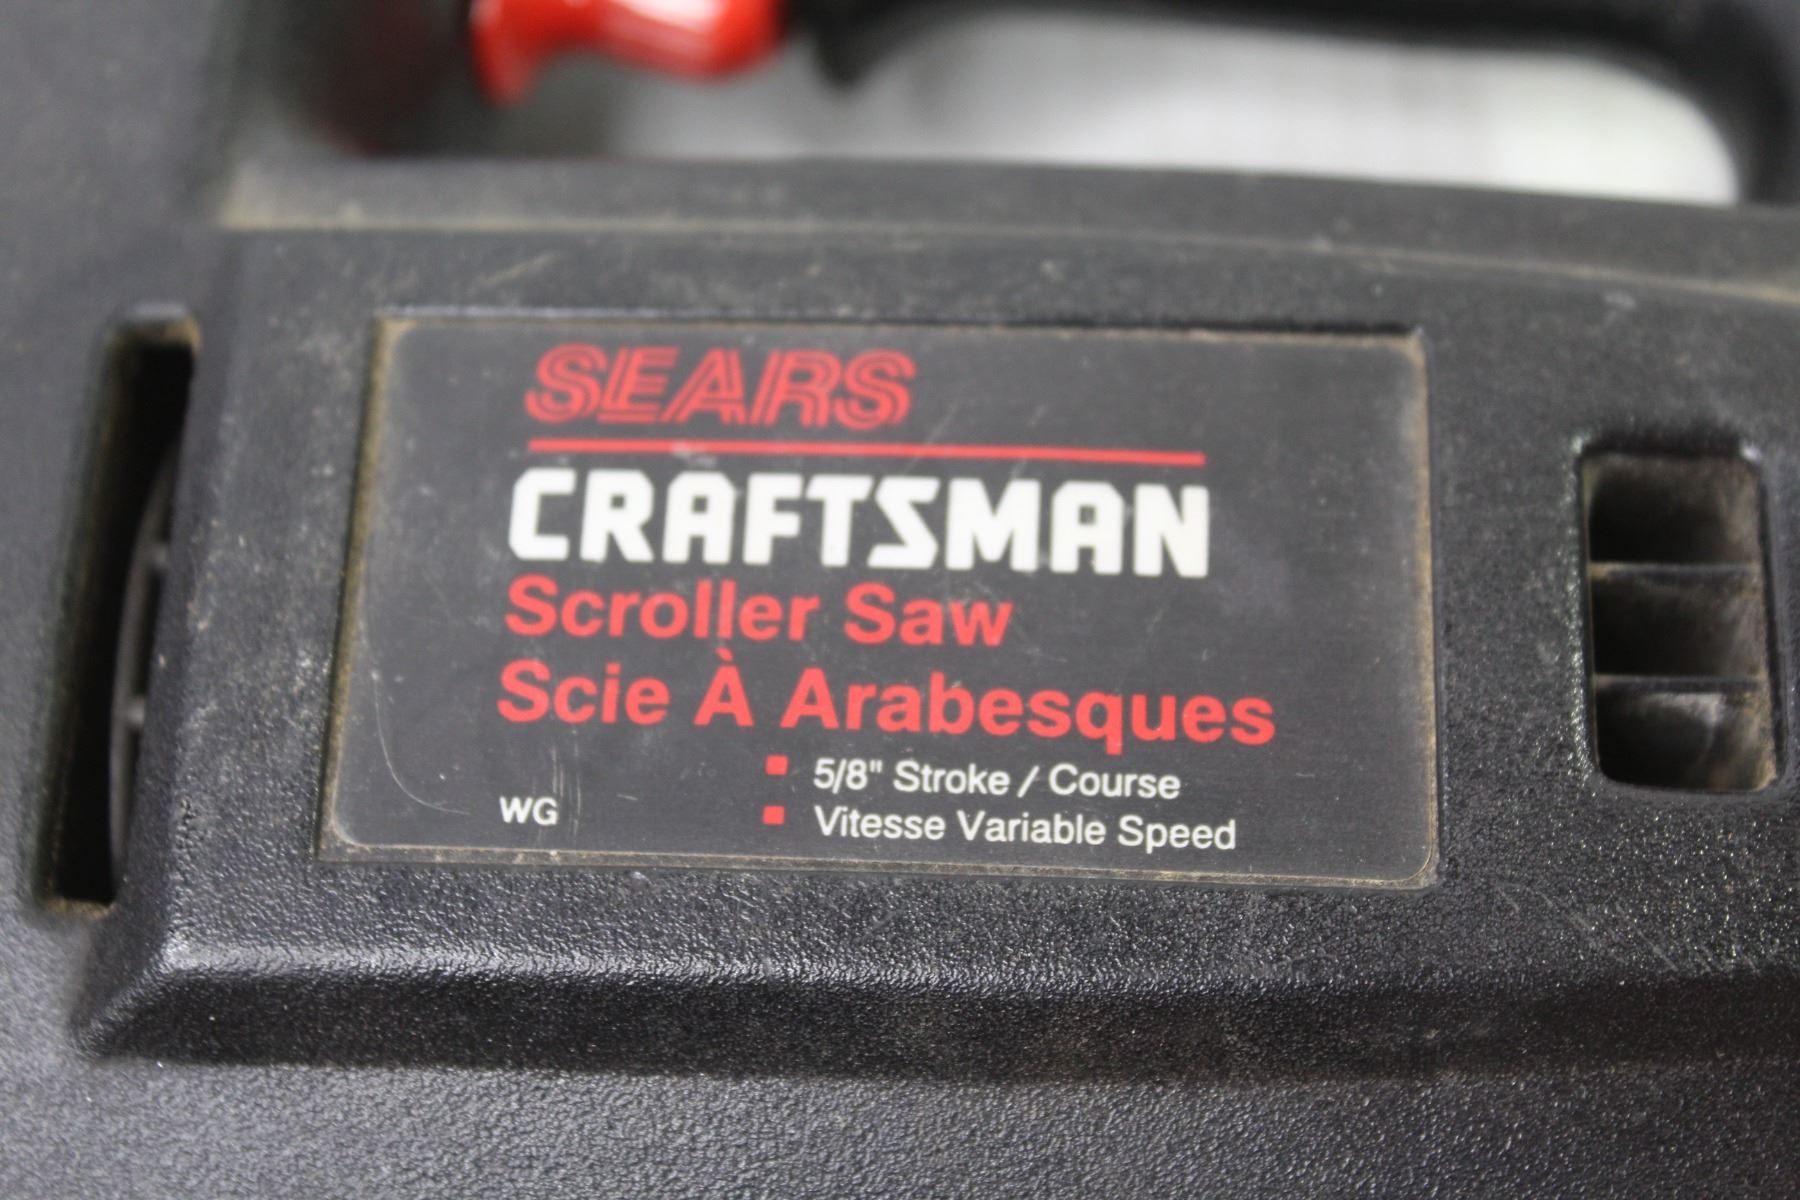 SEARS
CRAFTSMAN
Scroller Saw
Scie À Arabesques
5/8" Stroke / Course
WG
Vitesse Variable Speed